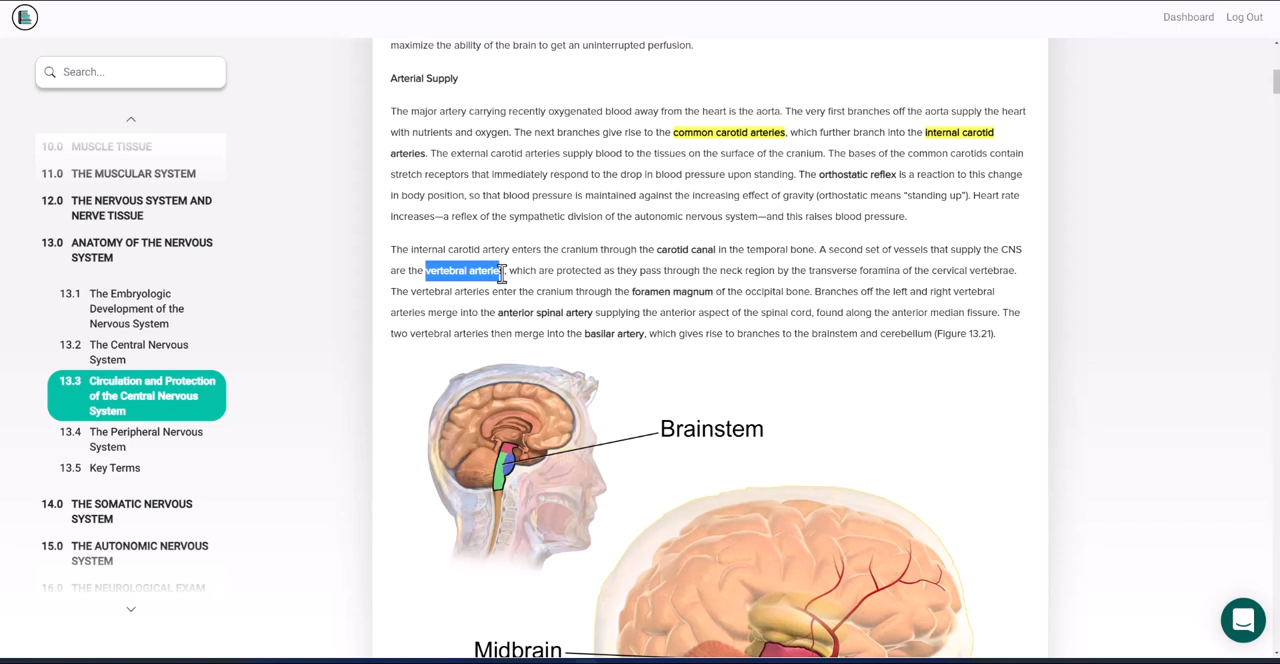 Dashboard Log Out
Search...
10.0 MUSCLE TISSUE
11.0 THE MUSCULAR SYSTEM
12.0 THE NERVOUS SYSTEM AND
NERVE TISSUE
13.0 ANATOMY OF THE NERVOUS
SYSTEM
13.1 The Embryologic
Development of the
Nervous System
13.2 The Central Nervous
System
13.3 Circulation and Protection
of the Central Nervous
System
13.4 The Peripheral Nervous
System
13.5 Key Terms
14.0 THE SOMATIC NERVOUS
SYSTEM
15.0 THE AUTONOMIC NERVOUS
SYSTEM
16.0 THE NEUROLOGICAL EXAM
maximize the ability of the brain to get an uninterrupted perfusion.
Arterial Supply
The major artery carrying recently oxygenated blood away from the heart is the aorta. The very first branches off the aorta supply the heart
with nutrients and oxygen. The next branches give rise to the common carotid arteries, which further branch into the internal carotid
arteries. The external carotid arteries supply blood to the tissues on the surface of the cranium. The bases of the common carotids contain
stretch receptors that immediately respond to the drop in blood pressure upon standing. The orthostatic reflex is a reaction to this change
in body position, so that blood pressure is maintained against the increasing effect of gravity (orthostatic means “standing up”). Heart rate
increases—a reflex of the sympathetic division of the autonomic nervous system—and this raises blood pressure.
The internal carotid artery enters the cranium through the carotid canal in the temporal bone. A second set of vessels that supply the CNS
are the vertebral arterie, which are protected as they pass through the neck region by the transverse foramina of the cervical vertebrae.
The vertebral arteries enter the cranium through the foramen magnum of the occipital bone. Branches off the left and right vertebral
arteries merge into the anterior spinal artery supplying the anterior aspect of the spinal cord, found along the anterior median fissure. The
two vertebral arteries then merge into the basilar artery, which gives rise to branches to the brainstem and cerebellum (Figure 13.21).
Brainstem
Midbrain